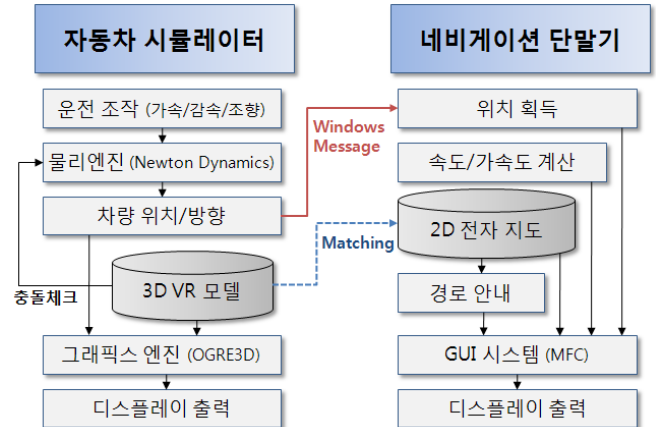 자동차 시뮬레이터
네비게이션 단말기
운전 조작 (가속/감속/조향)
위치 획득
Windows
Message
물리엔진 (Newton Dynamics)
속도/가속도 계산
차량 위치/방향
2D 전자 지도
Matching
3D VR 모델
경로 안내
충돌체크
그래픽스 엔진 (OGRE3D)
GUI 시스템 (MFC)
디스플레이 출력
디스플레이 출력